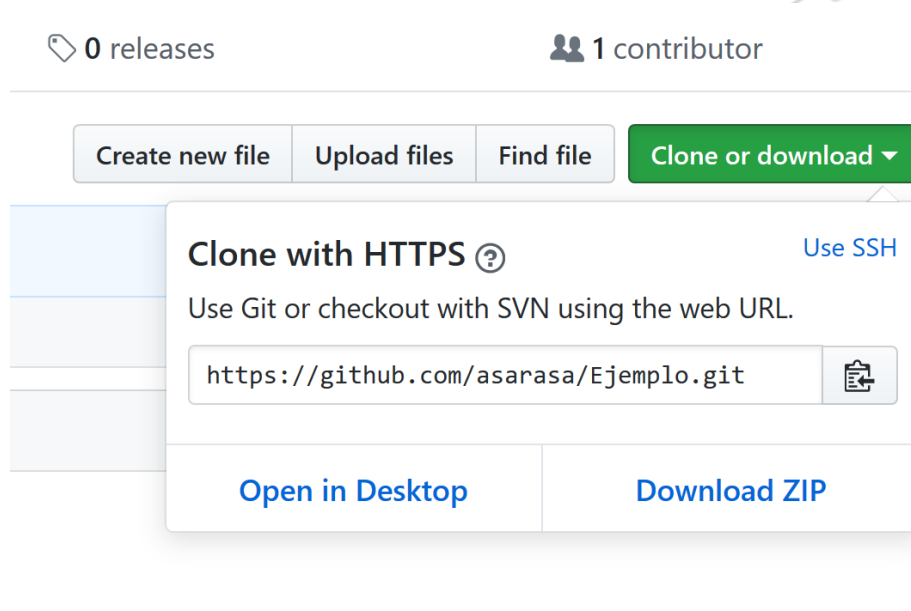 0 releases
1 contributor
Create new file
Upload files
Find file
Clone or download
Clone with HTTPS ?
Use SSH
Use Git or checkout with SVN using the web URL.
https://github.com/asarasa/Ejemplo.git
Open in Desktop
Download ZIP